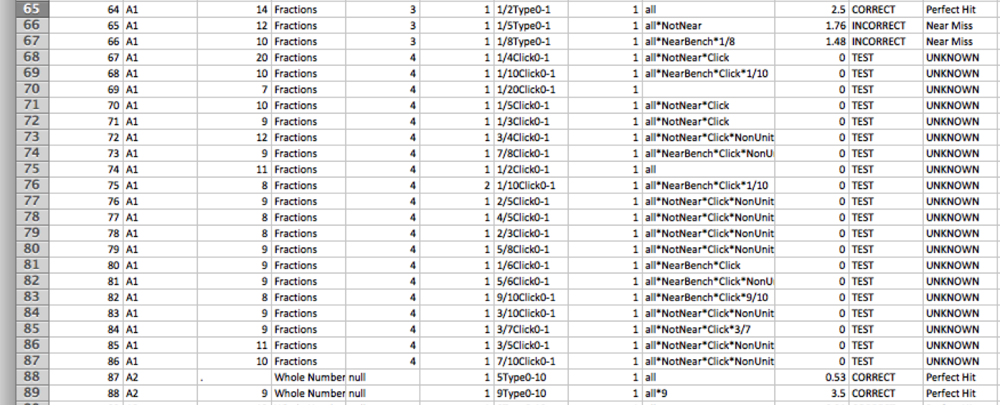 65 64 A1 14 Fractions 3 1 1/2Type0-1 1 all 2.5 CORRECT Perfect Hit
66 65 A1 12 Fractions 3 1 1/5Type0-1 1 all*NotNear 1.76 INCORRECT Near Miss
67 66 A1 10 Fractions 3 1 1/8Type0-1 1 all*NearBench*1/8 1.48 INCORRECT Near Miss
68 67 A1 20 Fractions 4 1 1/4Click0-1 1 all*NotNear*Click 0 TEST UNKNOWN
69 68 A1 10 Fractions 4 1 1/10Click0-1 1 all*NearBench*Click*1/10 0 TEST UNKNOWN
70 69 A1 7 Fractions 4 1 1/20Click0-1 1 0 TEST UNKNOWN
71 70 A1 10 Fractions 4 1 1/5Click0-1 1 all*NotNear*Click 0 TEST UNKNOWN
72 71 A1 9 Fractions 4 1 1/3Click0-1 1 all*NotNear*Click 0 TEST UNKNOWN
73 72 A1 12 Fractions 4 1 3/4Click0-1 1 all*NotNear*Click*NonUnit 0 TEST UNKNOWN
74 73 A1 9 Fractions 4 1 7/8Click0-1 1 all*NearBench*Click*NonU 0 TEST UNKNOWN
75 74 A1 11 Fractions 4 1 1/2Click0-1 1 all 0 TEST UNKNOWN
76 75 A1 8 Fractions 4 2 1/10Click0-1 1 all*NearBench*Click*1/10 0 TEST UNKNOWN
77 76 A1 9 Fractions 4 1 2/5Click0-1 1 all*NotNear*Click*NonUnit 0 TEST UNKNOWN
78 77 A1 8 Fractions 4 1 4/5Click0-1 1 all*NotNear*Click*NonUnit 0 TEST UNKNOWN
79 78 A1 8 Fractions 4 1 2/3Click0-1 1 all*NotNear*Click*NonUnit 0 TEST UNKNOWN
80 79 A1 9 Fractions 4 1 5/8Click0-1 1 all*NotNear*Click*NonUnit 0 TEST UNKNOWN
81 80 A1 9 Fractions 4 1 1/6Click0-1 1 all*NearBench*Click 0 TEST UNKNOWN
82 81 A1 9 Fractions 4 1 5/6Click0-1 1 all*NearBench*Click*NonU 0 TEST UNKNOWN
83 82 A1 8 Fractions 4 1 9/10Click0-1 1 all*NearBench*Click*9/10 0 TEST UNKNOWN
84 83 A1 9 Fractions 4 1 3/10Click0-1 1 all*NotNear*Click*NonUnit 0 TEST UNKNOWN
85 84 A1 9 Fractions 4 1 3/7Click0-1 1 all*NotNear*Click*3/7 0 TEST UNKNOWN
86 85 A1 11 Fractions 4 1 3/5Click0-1 1 all*NotNear*Click*NonUnit 0 TEST UNKNOWN
87 86 A1 10 Fractions 4 1 7/10Click0-1 1 all*NotNear*Click*NonUnit 0 TEST UNKNOWN
88 87 A2 . Whole Number null 1 5Type0-10 1 all 0.53 CORRECT Perfect Hit
89 88 A2 9 Whole Number null 1 9Type0-10 1 all*9 3.5 CORRECT Perfect Hit